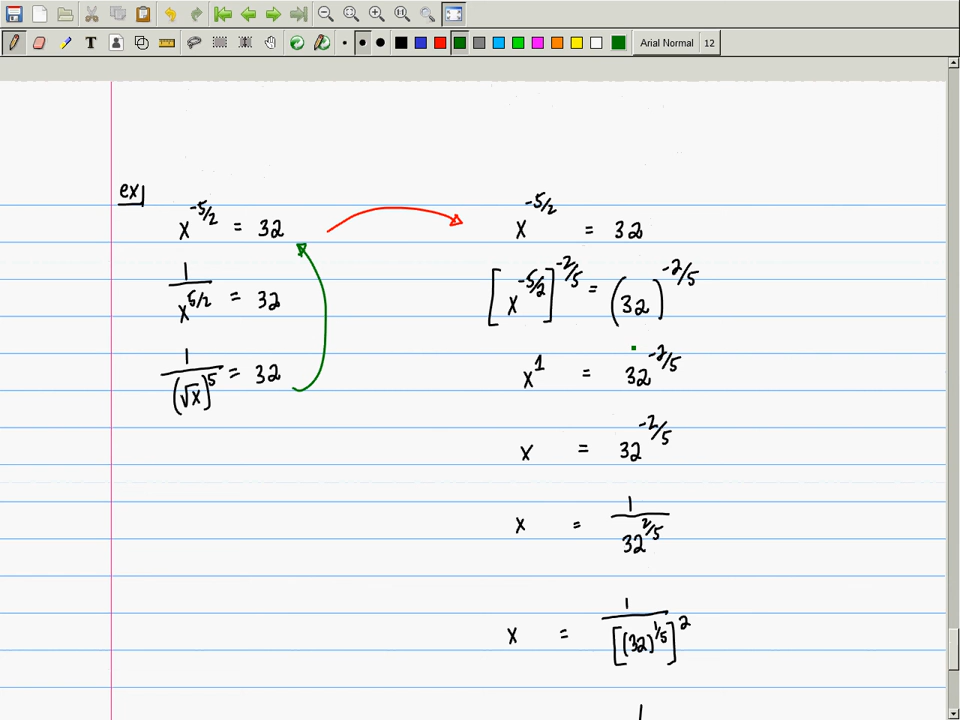 Arial Normal 12
ex
x^{-5/2} = 32
1/x^{5/2} = 32
1/(√x)^5 = 32
x^{-5/2} = 32
[x^{-5/2}]^{-2/5} = (32)^{-2/5}
x^1 = 32^{-2/5}
x = 32^{-2/5}
x = 1/32^{2/5}
x = 1/[(32)^{1/5}]^2
1